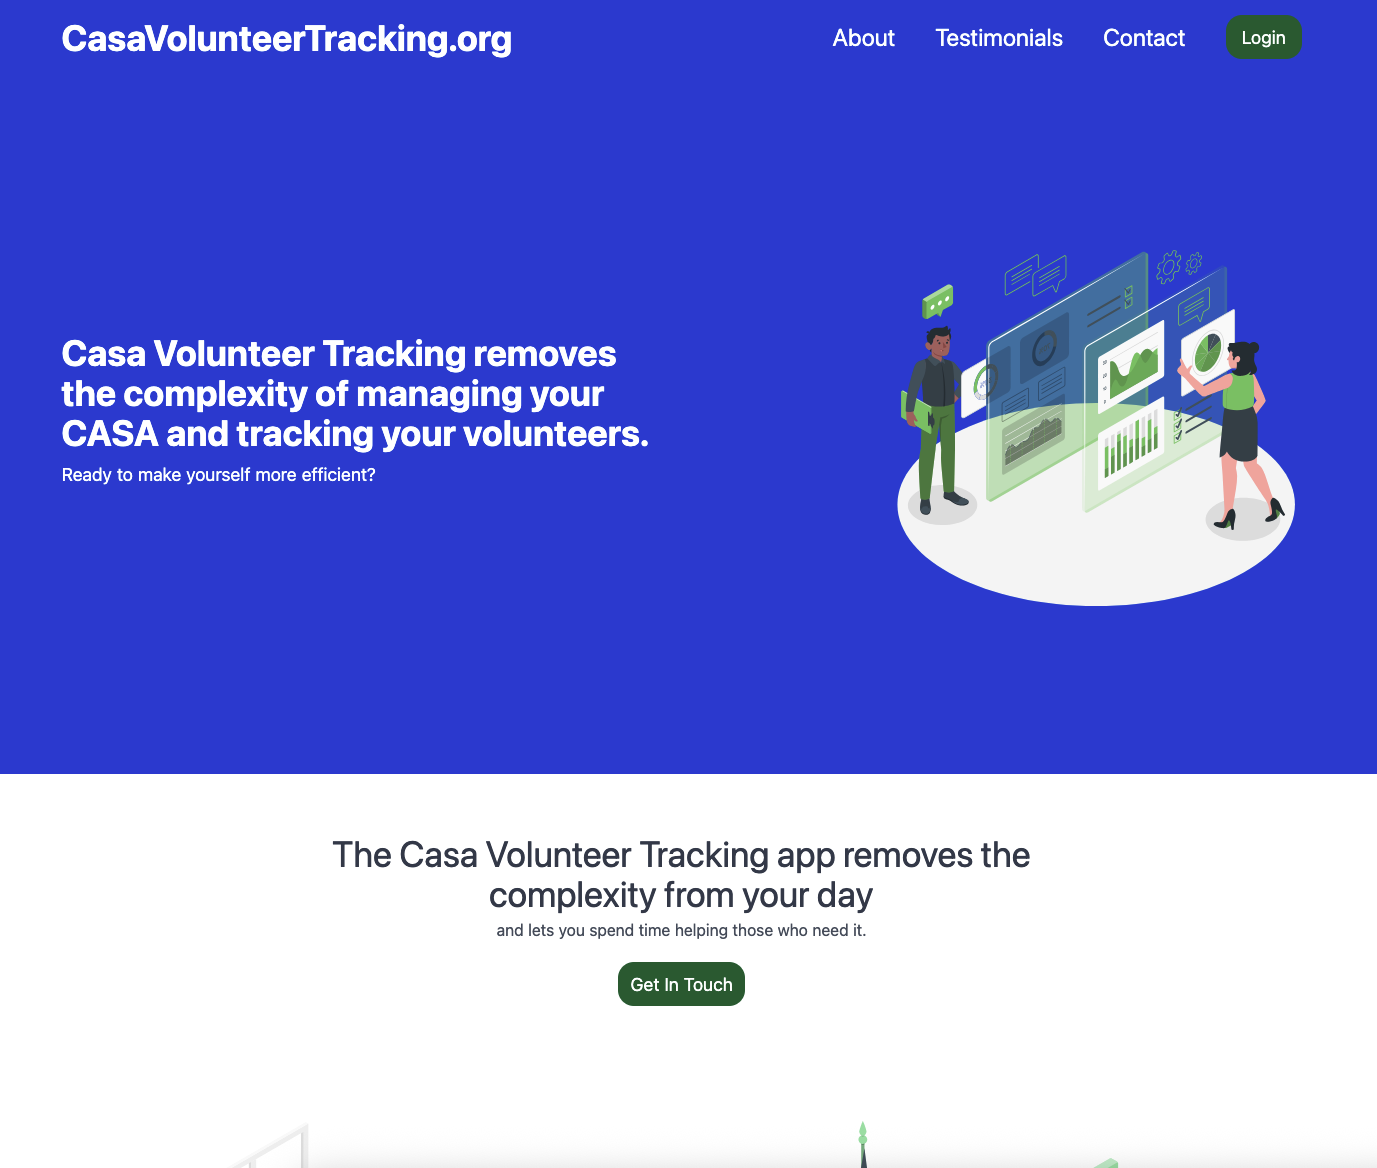 CasaVolunteerTracking.org
About Testimonials Contact Login
Casa Volunteer Tracking removes
the complexity of managing your
CASA and tracking your volunteers.
Ready to make yourself more efficient?
The Casa Volunteer Tracking app removes the
complexity from your day
and lets you spend time helping those who need it.
Get In Touch